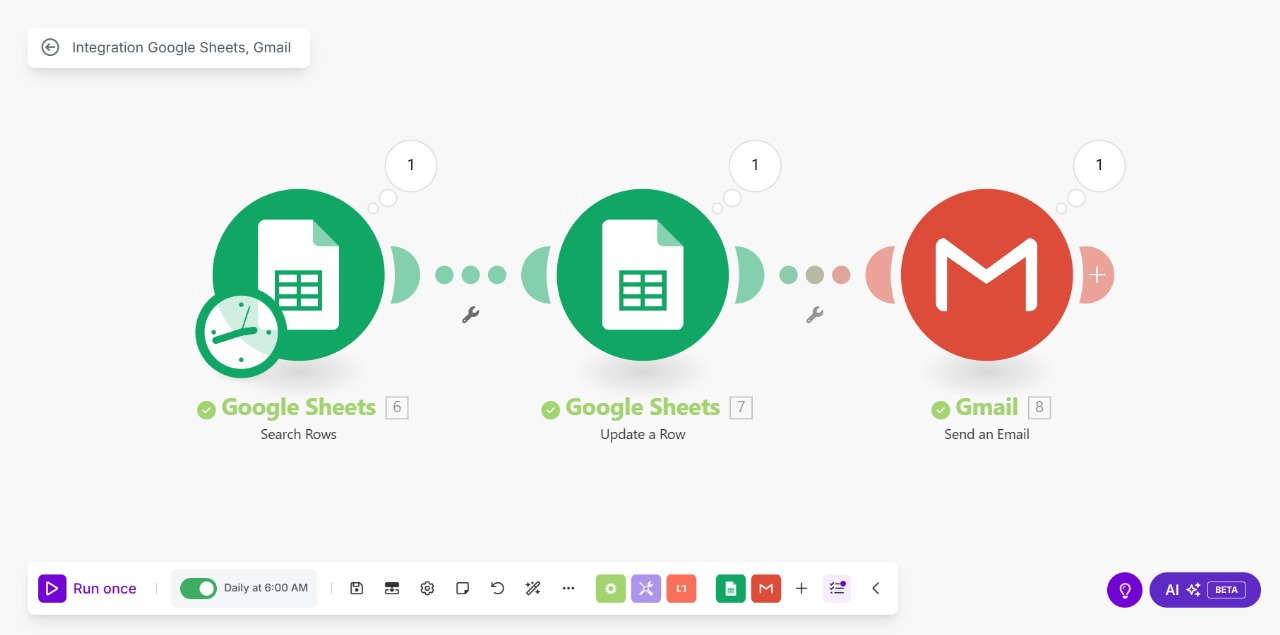 Integration Google Sheets, Gmail
1
1
1
Google Sheets 6
Search Rows
Google Sheets 7
Update a Row
Gmail 8
Send an Email
Run once
Daily at 6:00 AM
AI BETA